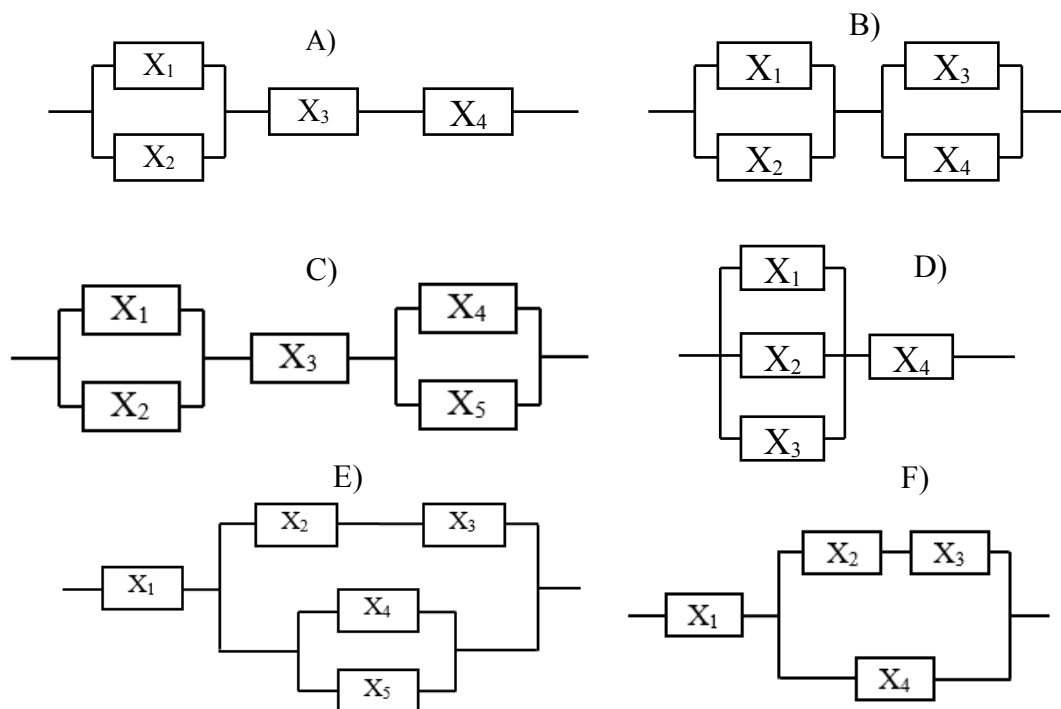 A)
X₁
X₂
X₃
X₄
B)
X₁
X₂
X₃
X₄
C)
X₁
X₂
X₃
X₄
X₅
D)
X₁
X₂
X₃
X₄
E)
X₁
X₂
X₃
X₄
X₅
F)
X₁
X₂
X₃
X₄